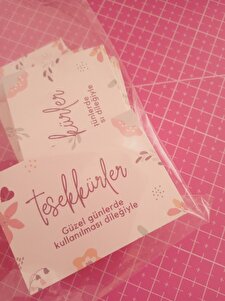 kürler
günlerde
sı dileğiyle
teşekkürler
Güzel günlerde
kullanılması dileğiyle